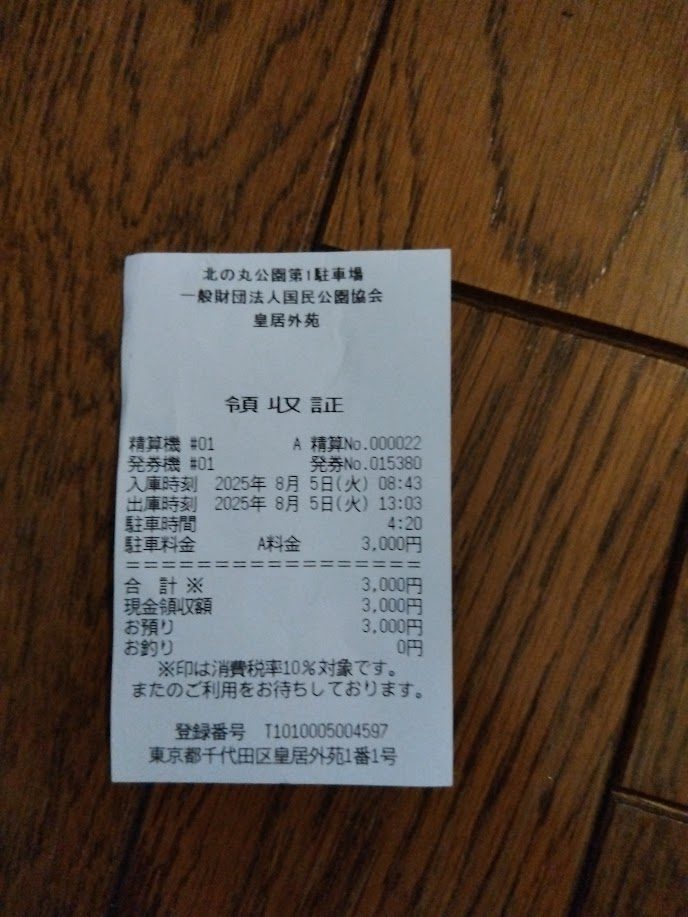 北の丸公園第1駐車場
一般財団法人国民公園協会
皇居外苑
領収証
精算機 #01 A 精算No.000022
発券機 #01 発券No.015380
入庫時刻 2025年 8月 5日(火) 08:43
出庫時刻 2025年 8月 5日(火) 13:03
駐車時間 4:20
駐車料金 A料金 3,000円
=================
合 計 ※ 3,000円
現金領収額 3,000円
お預り 3,000円
お釣り 0円
※印は消費税率10%対象です。
またのご利用をお待ちしております。
登録番号 T1010005004597
東京都千代田区皇居外苑1番1号